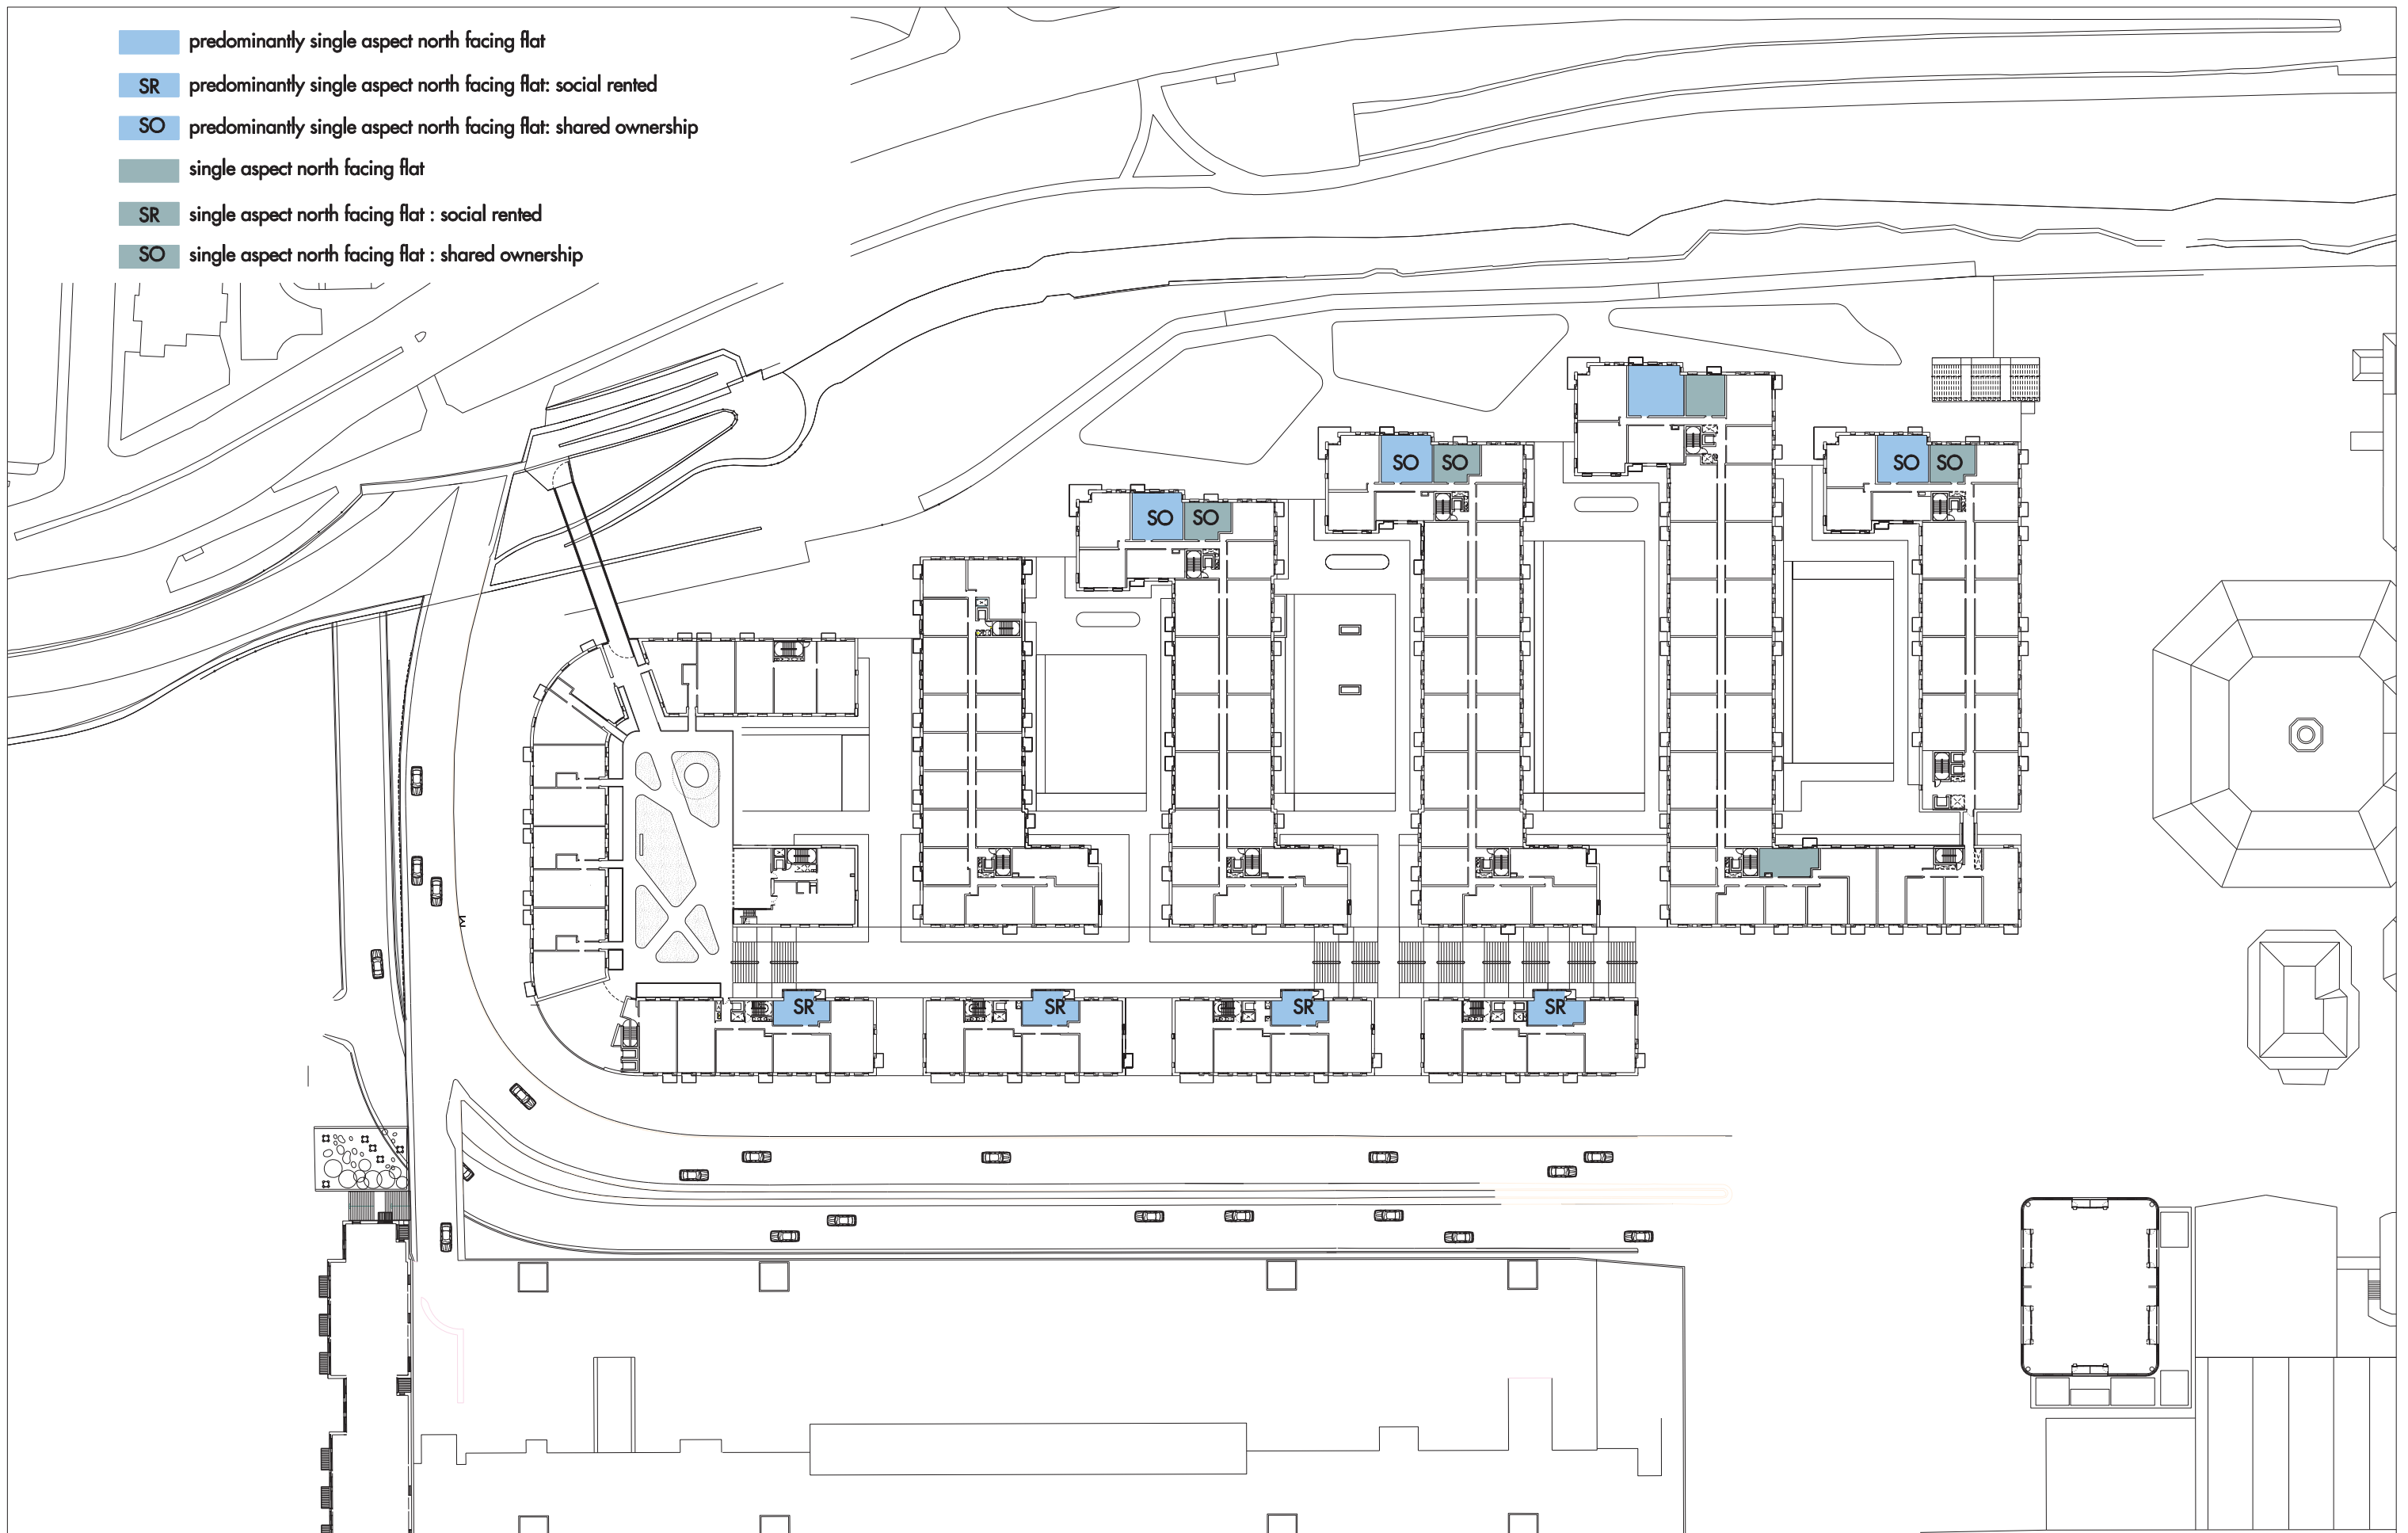 predominantly single aspect north facing flat
SR predominantly single aspect north facing flat: social rented
SO predominantly single aspect north facing flat: shared ownership
single aspect north facing flat
SR single aspect north facing flat : social rented
SO single aspect north facing flat : shared ownership
SO SO
SO SO
SO SO
SR SR SR SR